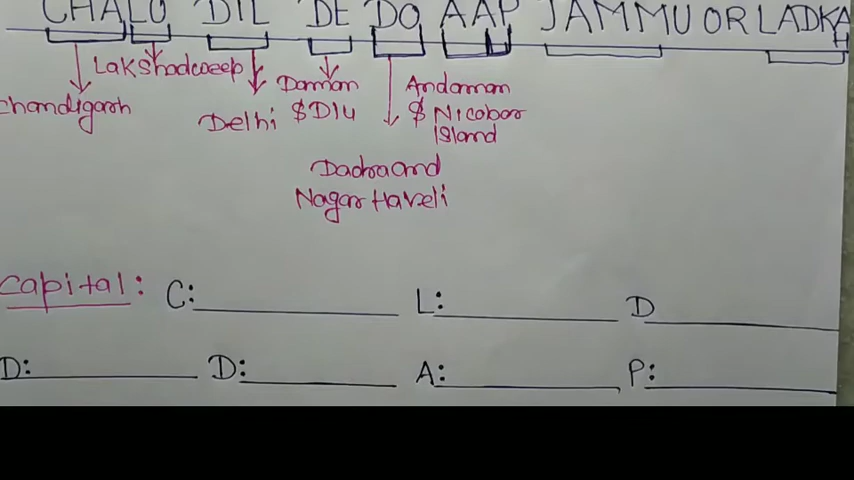 CHALO DIL DE DO AAP JAMMU OR LADKA
Lakshadweep
Chandigarh
Delhi
Daman
$ Diu
Andaman
$ Nicobar
Island
Dadra and
Nagar Haveli
Capital: C: L: D
D: D: A: P: